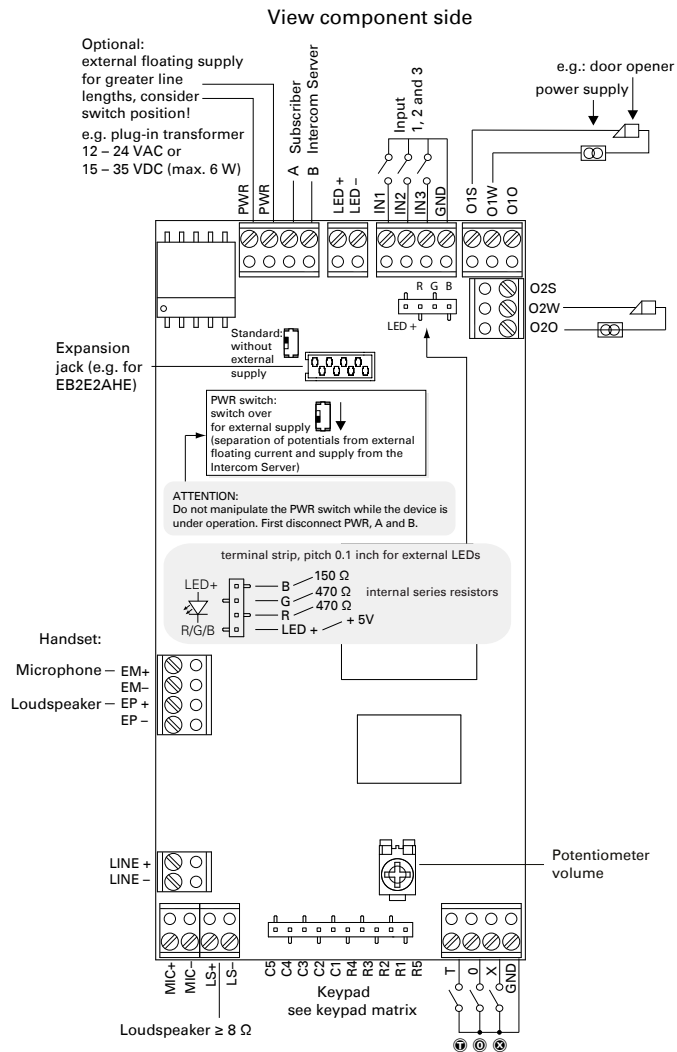 View component side
Optional:
external floating supply
for greater line
lengths, consider
switch position!
e.g. plug-in transformer
12 – 24 VAC or
15 – 35 VDC (max. 6 W)
PWR
PWR
A Subscriber
B Intercom Server
LED +
LED –
Input
1, 2 and 3
IN1
IN2
IN3
GND
O1S
O1W
O1O
e.g.: door opener
power supply
O2S
O2W
O2O
R G B
LED +
Standard:
without
external
supply
Expansion
jack (e.g. for
EB2E2AHE)
PWR switch:
switch over
for external supply
(separation of potentials from external
floating current and supply from the
Intercom Server)
ATTENTION:
Do not manipulate the PWR switch while the device is
under operation. First disconnect PWR, A and B.
terminal strip, pitch 0.1 inch for external LEDs
LED+
R/G/B
B 150 Ω
G 470 Ω
R 470 Ω
LED + + 5V
internal series resistors
Handset:
Microphone – EM+
EM–
Loudspeaker – EP +
EP –
LINE +
LINE –
Potentiometer
volume
MIC+
MIC–
LS+
LS–
Loudspeaker ≥ 8 Ω
C5
C4
C3
C2
C1
R4
R3
R2
R1
R5
Keypad
see keypad matrix
T
0
X
GND
T 0 X